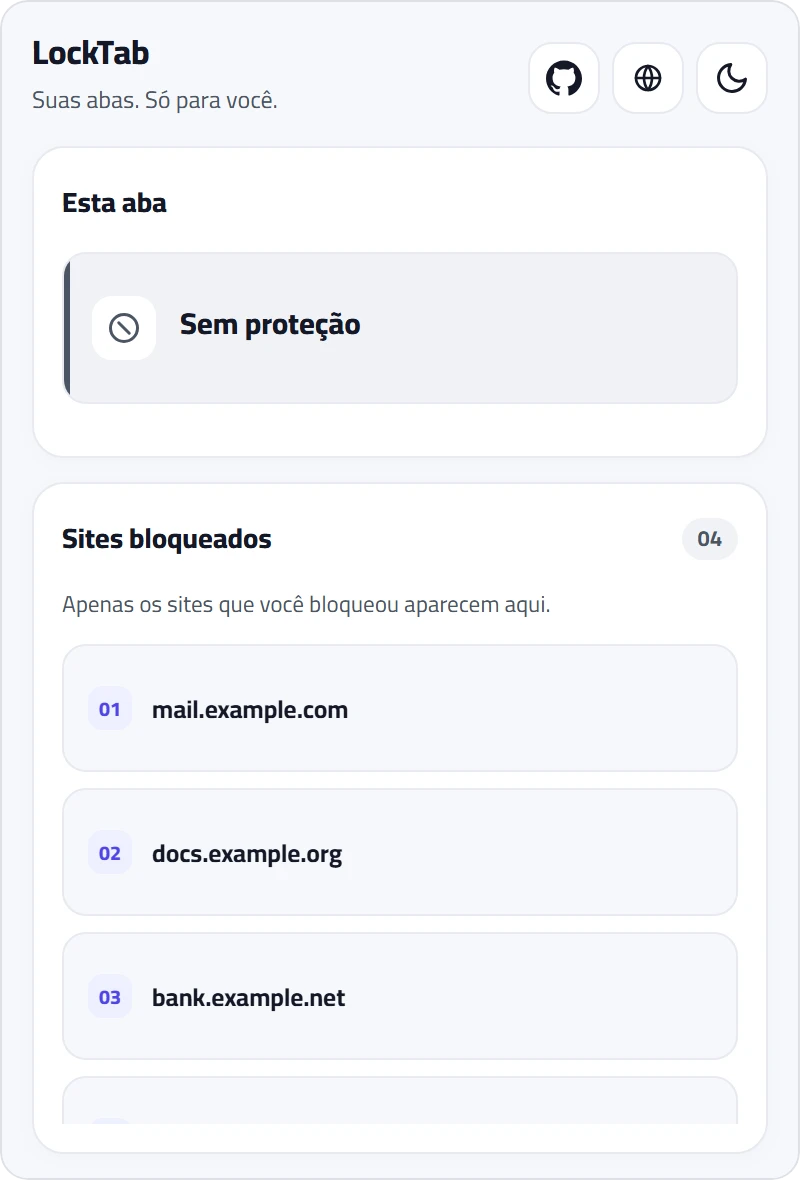 LockTab
Suas abas. Só para você.
Esta aba
Sem proteção
Sites bloqueados
04
Apenas os sites que você bloqueou aparecem aqui.
01
mail.example.com
02
docs.example.org
03
bank.example.net